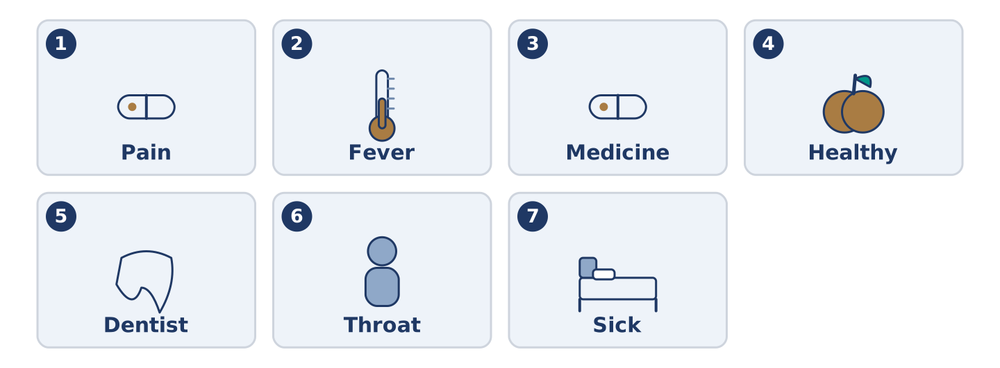 1
Pain
2
Fever
3
Medicine
4
Healthy
5
Dentist
6
Throat
7
Sick